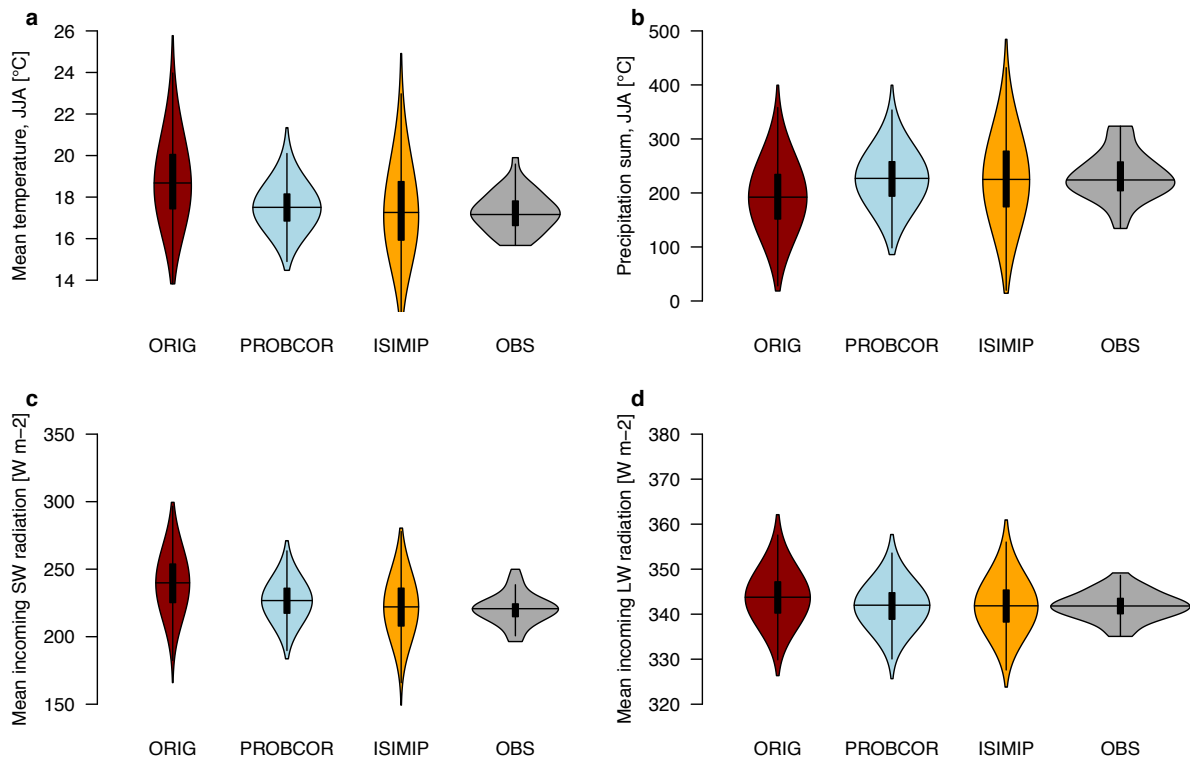 a
Mean temperature, JJA [°C]
26
24
22
20
18
16
14
ORIG PROBCOR ISIMIP OBS
b
Precipitation sum, JJA [°C]
500
400
300
200
100
0
ORIG PROBCOR ISIMIP OBS
c
Mean incoming SW radiation [W m−2]
350
300
250
200
150
ORIG PROBCOR ISIMIP OBS
d
Mean incoming LW radiation [W m−2]
380
370
360
350
340
330
320
ORIG PROBCOR ISIMIP OBS